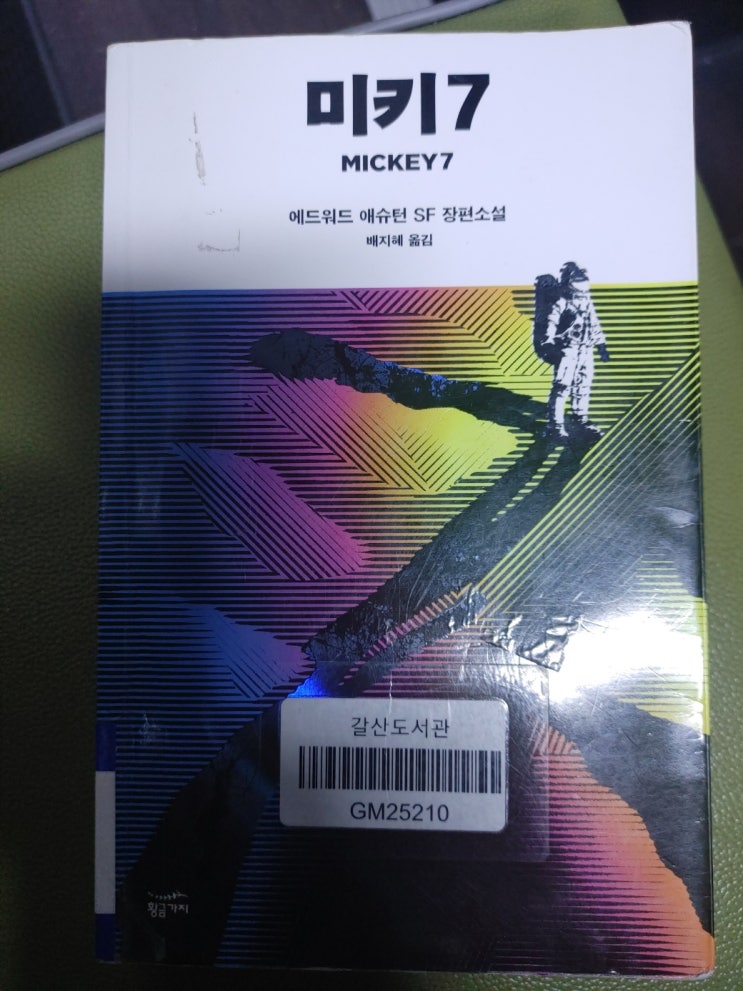 미키7
MICKEY7
에드워드 애슈턴 SF 장편소설
배지혜 옮김
갈산도서관
GM25210
황금가지